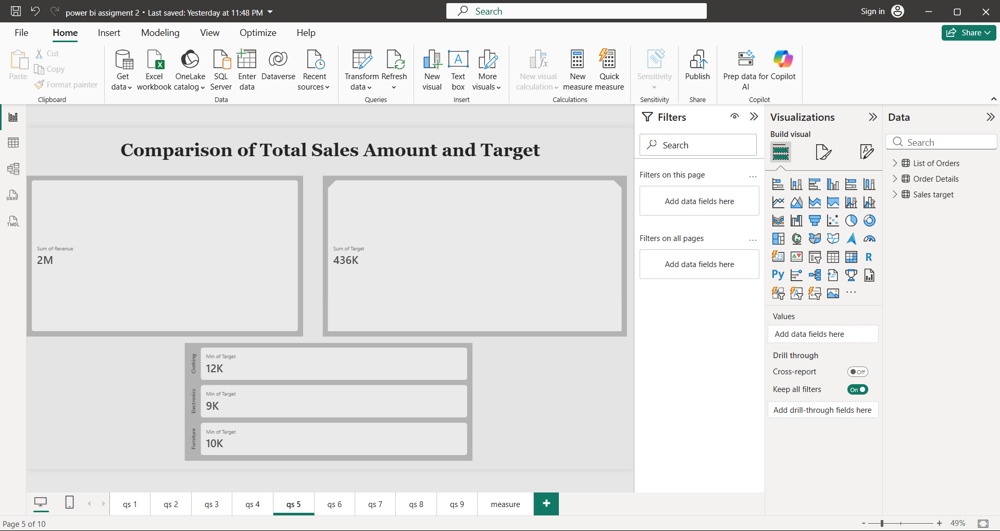 power bi assigment 2 • Last saved: Yesterday at 11:48 PM
Search
Sign in
File
Home
Insert
Modeling
View
Optimize
Help
Share
Paste
Cut
Copy
Format painter
Clipboard
Get
data
Excel
workbook
OneLake
catalog
SQL
Server
Enter
data
Dataverse
Recent
sources
Data
Transform
data
Refresh
Queries
New
visual
A
Text
box
More
visuals
Insert
New visual
calculation
New
measure
Quick
measure
Calculations
Sensitivity
Sensitivity
Publish
Share
Prep data for
AI
Copilot
Copilot
DAX
TMDL
Comparison of Total Sales Amount and Target
Sum of Revenue
2M
Sum of Target
436K
Clothing
Min of Target
12K
Electronics
Min of Target
9K
Furniture
Min of Target
10K
Filters
Search
Filters on this page
...
Add data fields here
Filters on all pages
...
Add data fields here
Visualizations
Build visual
123
R
Py
...
Values
Add data fields here
Drill through
Cross-report
Off
Keep all filters
On
Add drill-through fields here
Data
Search
List of Orders
Order Details
Sales target
qs 1
qs 2
qs 3
qs 4
qs 5
qs 6
qs 7
qs 8
qs 9
measure
+
Page 5 of 10
- + 49%